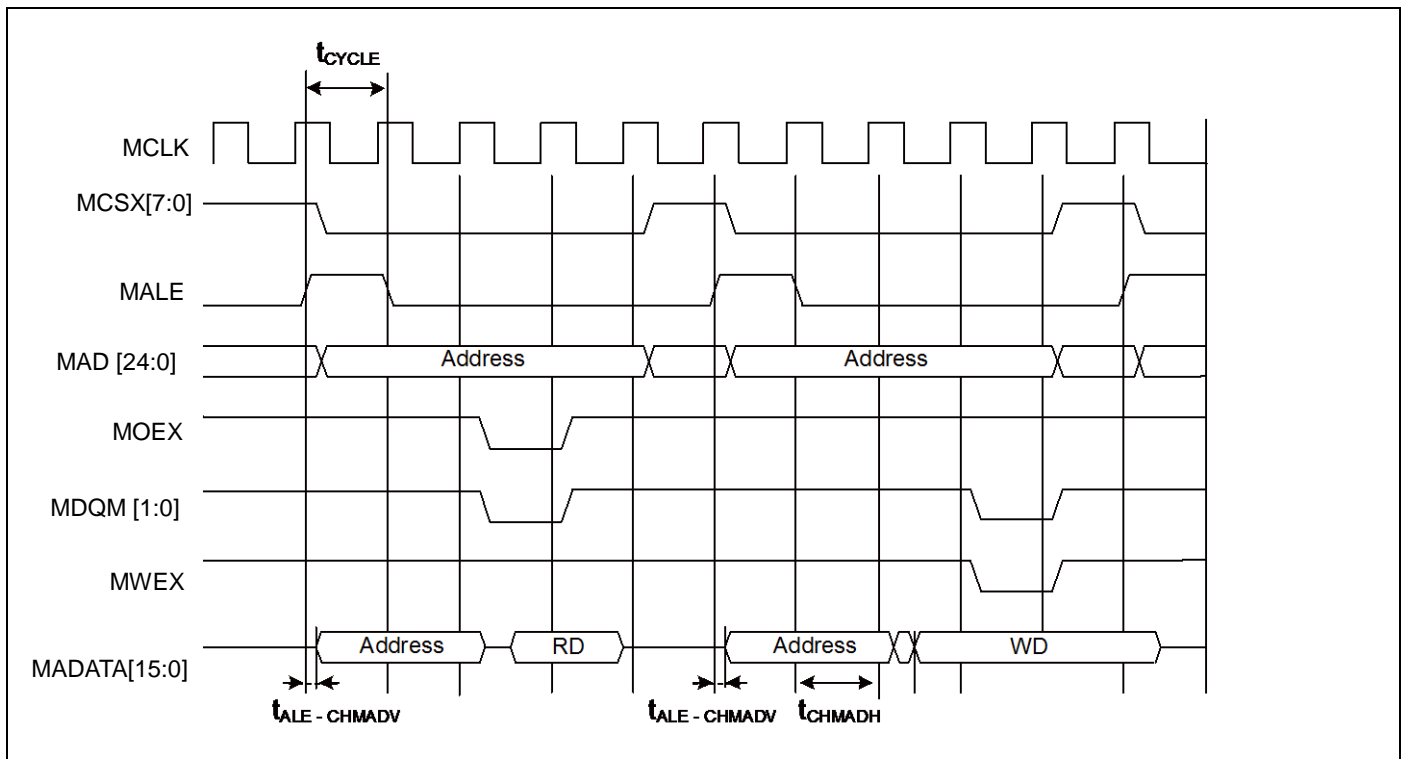 tCYCLE
MCLK
MCSX[7:0]
MALE
MAD [24:0] Address Address
MOEX
MDQM [1:0]
MWEX
MADATA[15:0] Address RD Address WD
tALE - CHMADV tALE - CHMADV tCHMADH